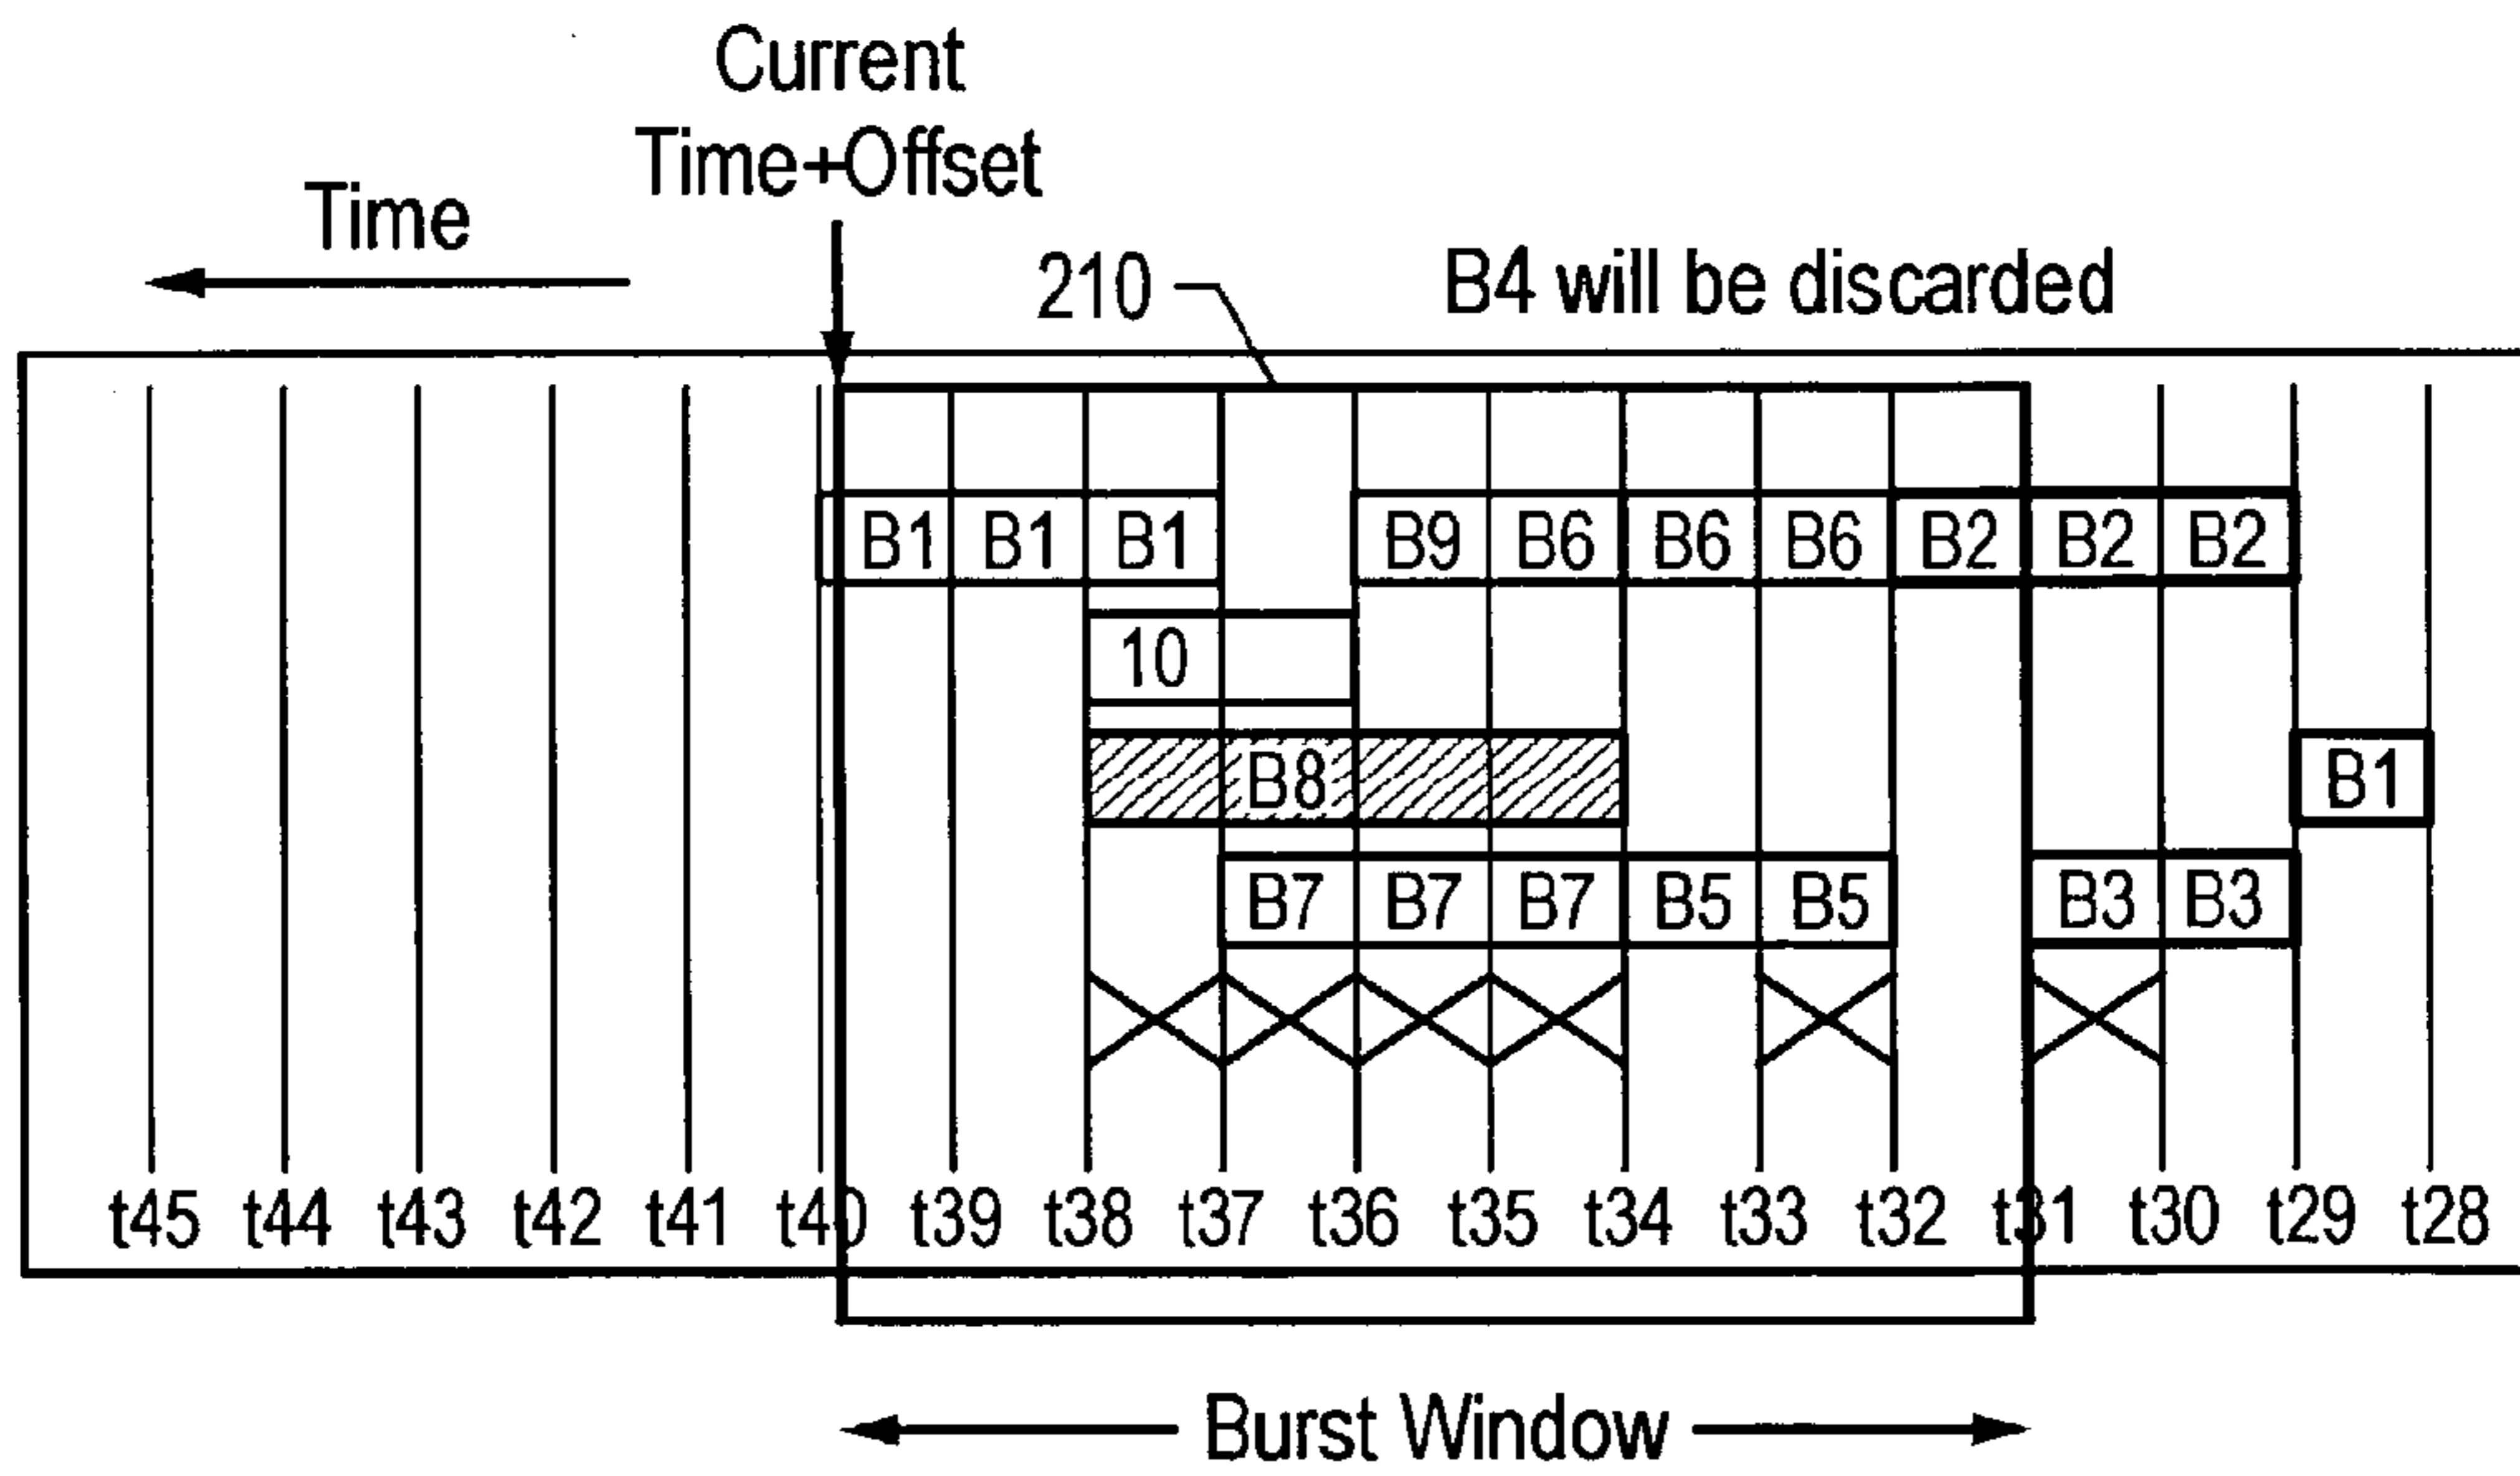 Current
Time+Offset
Time
210
B4 will be discarded
B1 B1 B1 B9 B6 B6 B6 B2 B2 B2
10
B8 B1
B7 B7 B7 B5 B5 B3 B3
t45 t44 t43 t42 t41 t40 t39 t38 t37 t36 t35 t34 t33 t32 t31 t30 t29 t28
Burst Window